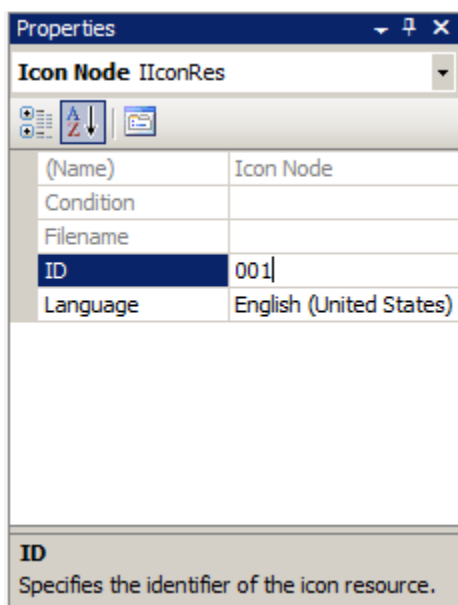 Properties
Icon Node IIconRes
(Name) Icon Node
Condition
Filename
ID 001
Language English (United States)
ID
Specifies the identifier of the icon resource.